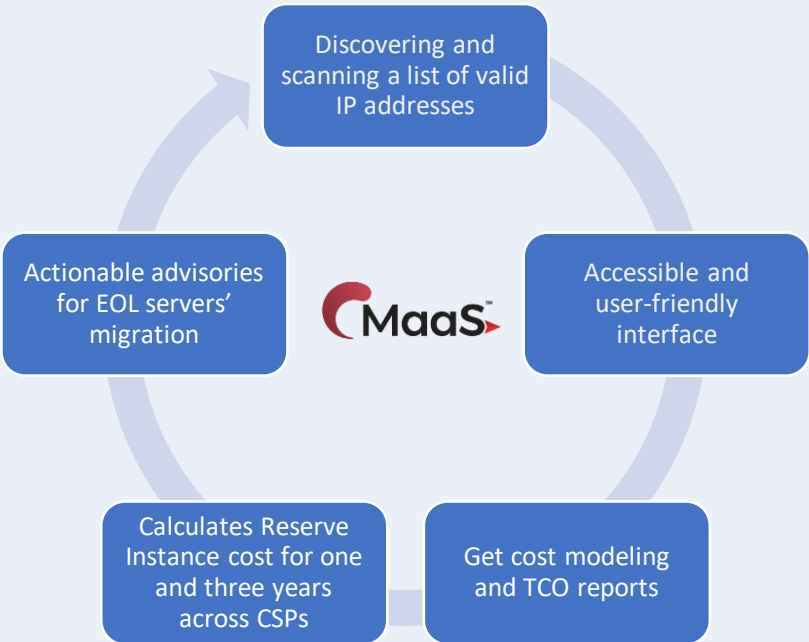 Discovering and
scanning a list of valid
IP addresses
Accessible and
user-friendly
interface
Get cost modeling
and TCO reports
Calculates Reserve
Instance cost for one
and three years
across CSPs
Actionable advisories
for EOL servers’
migration
MaaS™